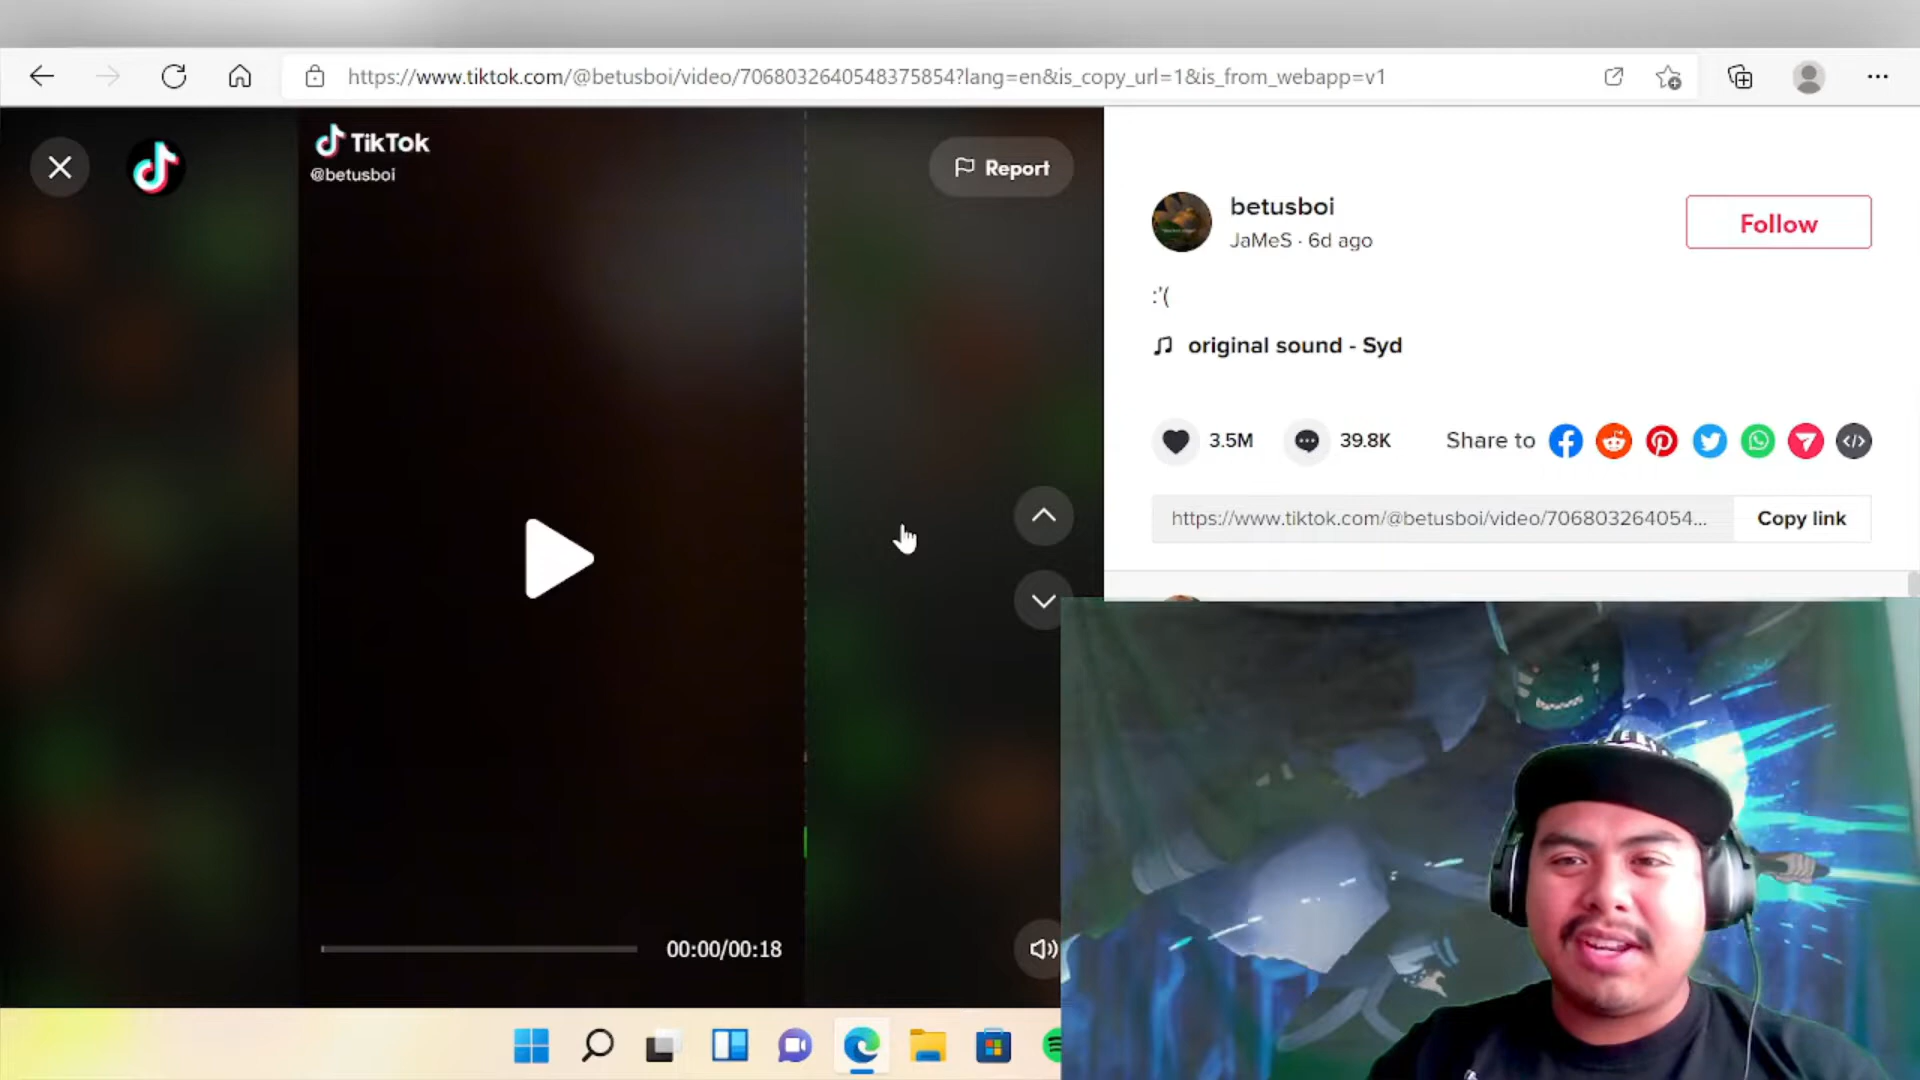 https://www.tiktok.com/@betusboi/video/7068032640548375854?lang=en&is_copy_url=1&is_from_webapp=v1
TikTok
@betusboi
Report
betusboi
JaMeS · 6d ago
Follow
:'(
original sound - Syd
3.5M
39.8K
Share to
https://www.tiktok.com/@betusboi/video/706803264054...
Copy link
00:00/00:18